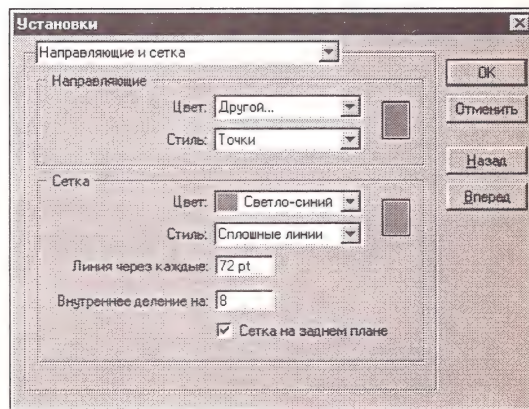 Установки
Направляющие и сетка
Направляющие
Цвет: Другой...
Стиль: Точки
Сетка
Цвет: Светло-синий
Стиль: Сплошные линии
Линия через каждые: 72 pt
Внутреннее деление на: 8
Сетка на заднем плане
OK
Отменить
Назад
Вперед